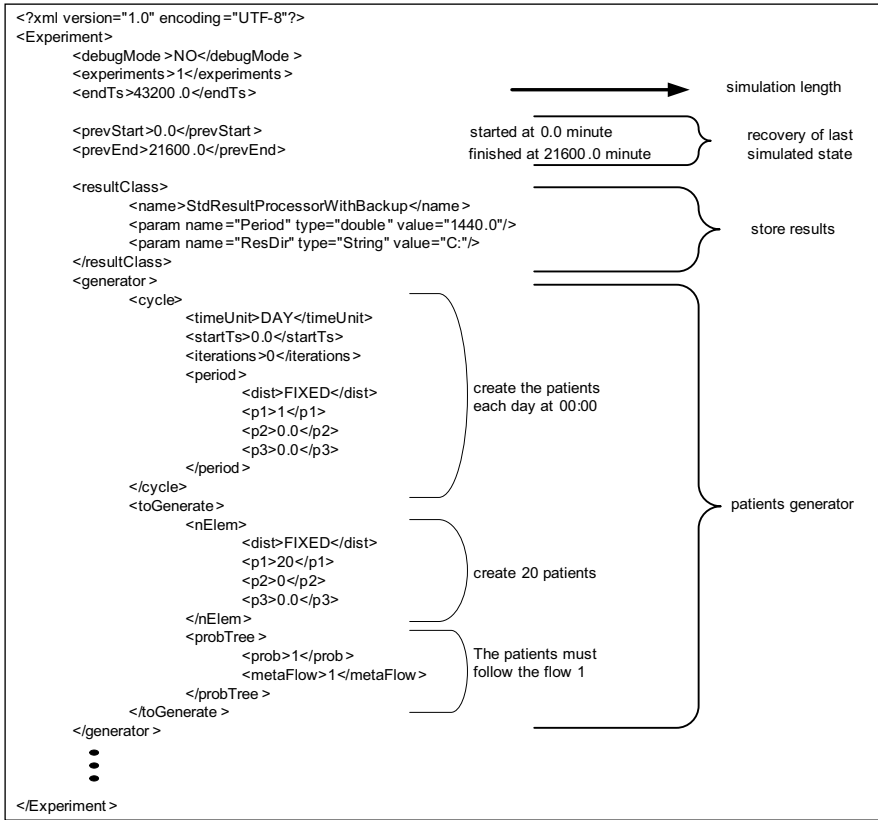 <?xml version="1.0" encoding="UTF-8"?>
<Experiment>
<debugMode>NO</debugMode>
<experiments>1</experiments>
<endTs>43200.0</endTs>
simulation length
<prevStart>0.0</prevStart>
<prevEnd>21600.0</prevEnd>
started at 0.0 minute
finished at 21600.0 minute
recovery of last
simulated state
<resultClass>
<name>StdResultProcessorWithBackup</name>
<param name="Period" type="double" value="1440.0"/>
<param name="ResDir" type="String" value="C:"/>
</resultClass>
store results
<generator>
<cycle>
<timeUnit>DAY</timeUnit>
<startTs>0.0</startTs>
<iterations>0</iterations>
<period>
<dist>FIXED</dist>
<p1>1</p1>
<p2>0.0</p2>
<p3>0.0</p3>
</period>
</cycle>
create the patients
each day at 00:00
<toGenerate>
<nElem>
<dist>FIXED</dist>
<p1>20</p1>
<p2>0</p2>
<p3>0.0</p3>
</nElem>
create 20 patients
<probTree>
<prob>1</prob>
<metaFlow>1</metaFlow>
</probTree>
The patients must
follow the flow 1
</toGenerate>
</generator>
patients generator
</Experiment>